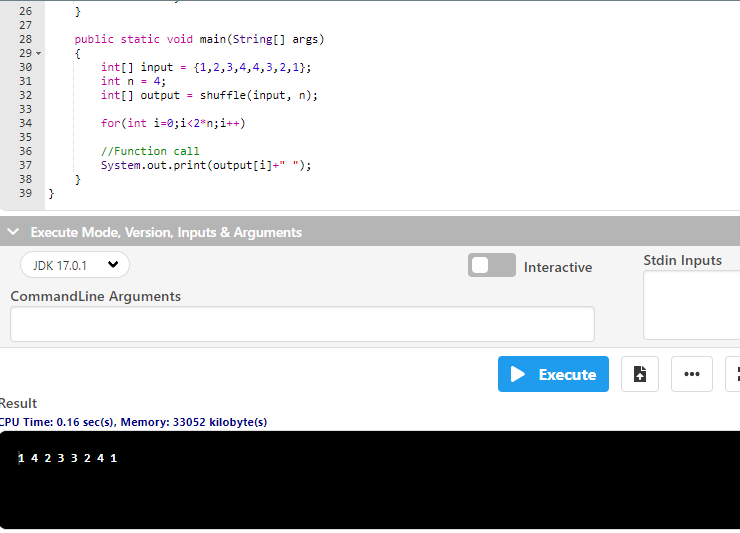 26 }
27
28 public static void main(String[] args)
29 {
30 int[] input = {1,2,3,4,4,3,2,1};
31 int n = 4;
32 int[] output = shuffle(input, n);
33
34 for(int i=0;i<2*n;i++)
35
36 //Function call
37 System.out.print(output[i]+" ");
38 }
39 }
Execute Mode, Version, Inputs & Arguments
JDK 17.0.1
Interactive
Stdin Inputs
CommandLine Arguments
Execute
Result
CPU Time: 0.16 sec(s), Memory: 33052 kilobyte(s)
1 4 2 3 3 2 4 1